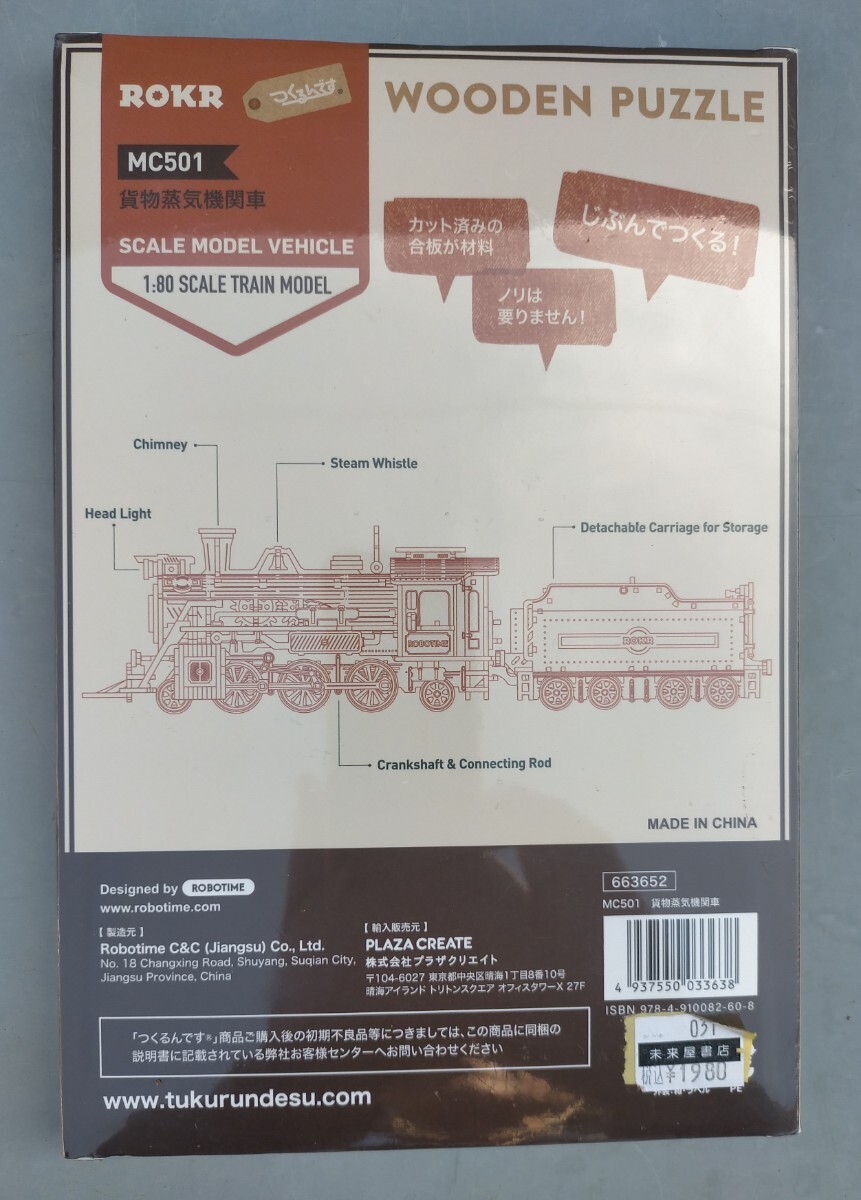 ROKR
つくるんです®
WOODEN PUZZLE
MC501
貨物蒸気機関車
SCALE MODEL VEHICLE
1:80 SCALE TRAIN MODEL
カット済みの
合板が材料
じぶんでつくる!
ノリは
要りません!
Chimney
Steam Whistle
Head Light
Detachable Carriage for Storage
ROBOTIME
ROKR
Crankshaft & Connecting Rod
MADE IN CHINA
Designed by ROBOTIME
www.robotime.com
【 製造元 】
Robotime C&C (Jiangsu) Co., Ltd.
No. 18 Changxing Road, Shuyang, Suqian City,
Jiangsu Province, China
【 輸入販売元 】
PLAZA CREATE
株式会社プラザクリエイト
〒104-6027 東京都中央区晴海1丁目8番10号
晴海アイランド トリトンスクエア オフィスタワーX 27F
663652
MC501 貨物蒸気機関車
4 937550 033638
ISBN 978-4-910082-60-8
「つくるんです®」商品ご購入後の初期不良品等につきましては、この商品に同梱の
説明書に記載されている弊社お客様センターへお問い合わせください
www.tukurundesu.com
031
未来屋書店
税込¥1980
PE